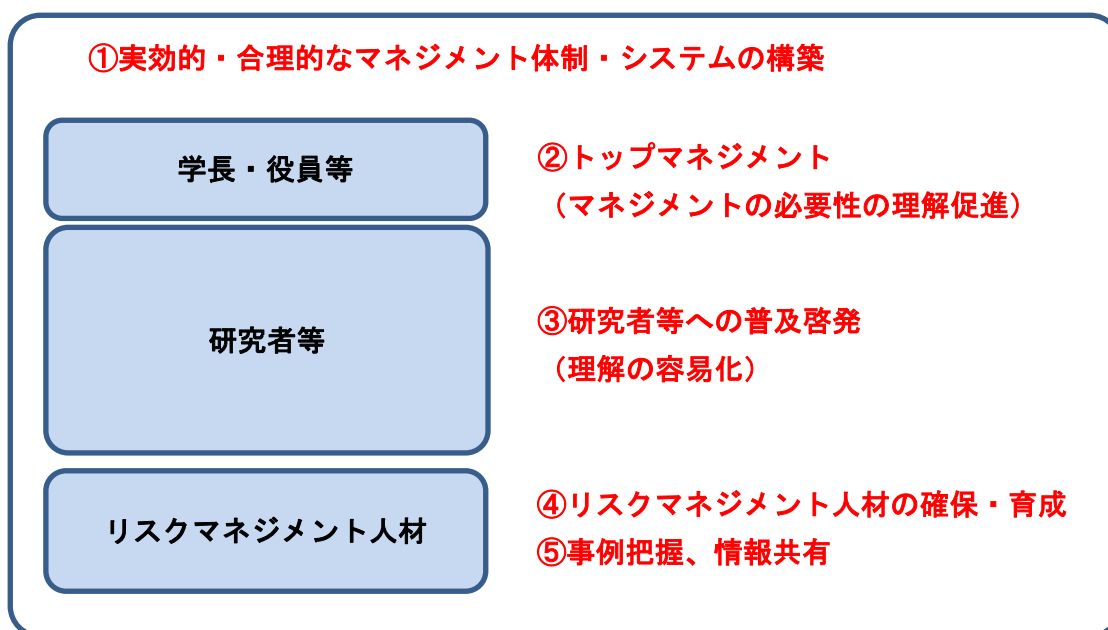 ①実効的・合理的なマネジメント体制・システムの構築
学長・役員等
②トップマネジメント
（マネジメントの必要性の理解促進）
研究者等
③研究者等への普及啓発
（理解の容易化）
リスクマネジメント人材
④リスクマネジメント人材の確保・育成
⑤事例把握、情報共有